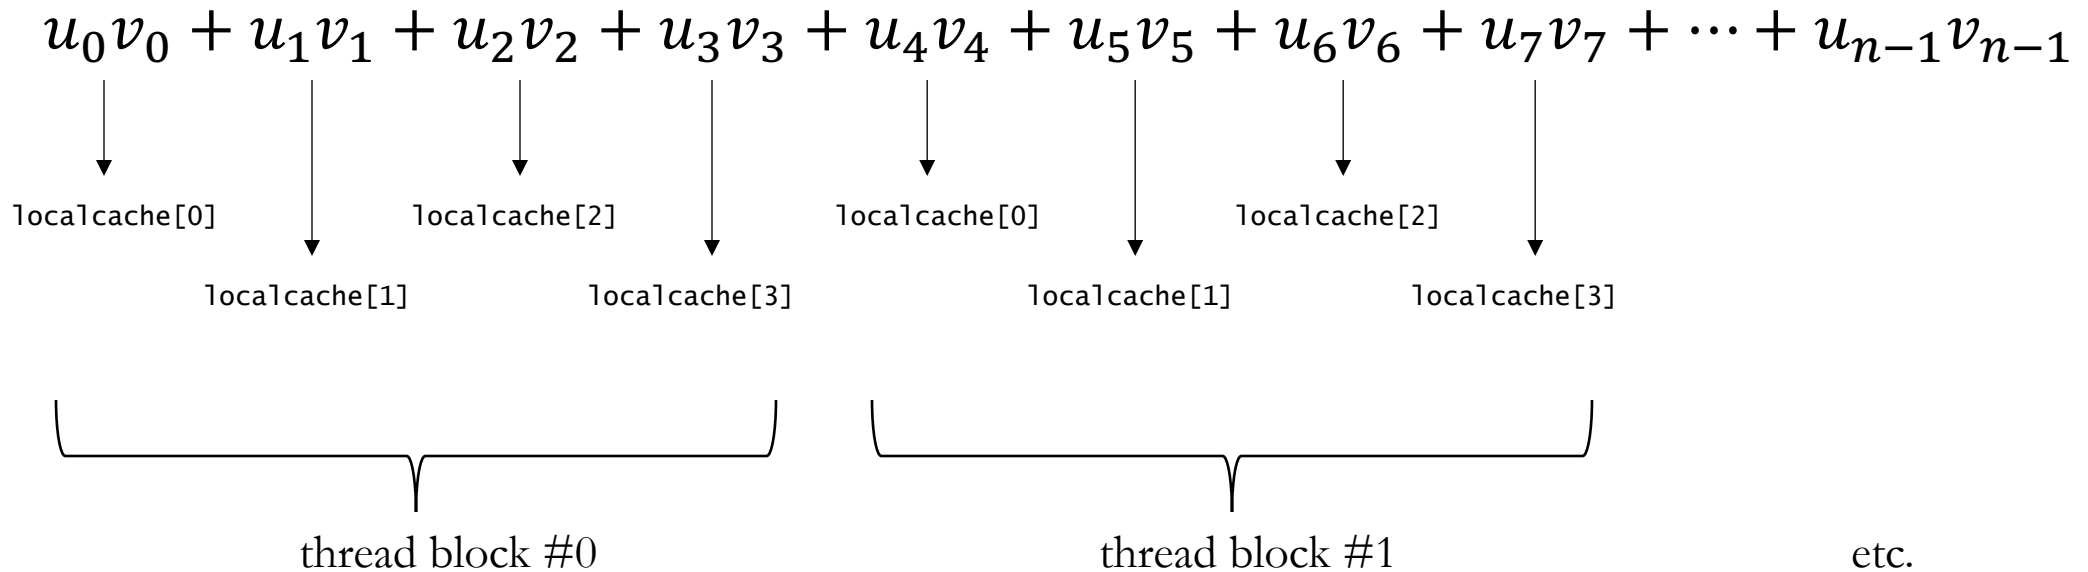 u₀v₀ + u₁v₁ + u₂v₂ + u₃v₃ + u₄v₄ + u₅v₅ + u₆v₆ + u₇v₇ + ⋯ + uₙ₋₁vₙ₋₁
localcache[0] localcache[2] localcache[0] localcache[2]
localcache[1] localcache[3] localcache[1] localcache[3]
thread block #0 thread block #1 etc.